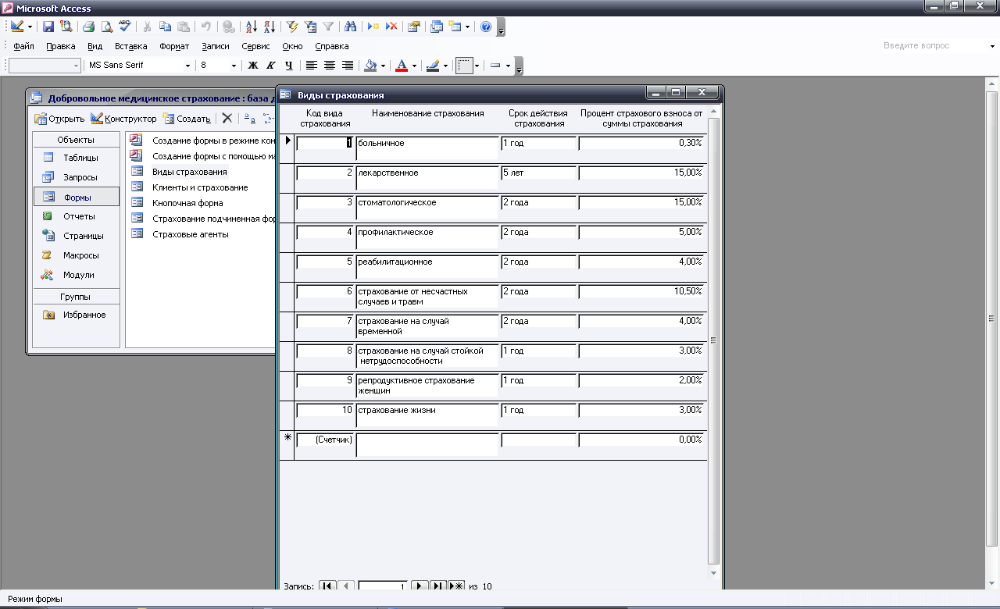 Microsoft Access
Файл Правка Вид Вставка Формат Записи Сервис Окно Справка
Введите вопрос
MS Sans Serif 8 Ж К Ч
Добровольное медицинское страхование : база д
Открыть Конструктор Создать
Объекты
Таблицы
Запросы
Формы
Отчеты
Страницы
Макросы
Модули
Группы
Избранное
Создание формы в режиме кон
Создание формы с помощью ма
Виды страхования
Клиенты и страхование
Кнопочная форма
Страхование подчиненная фор
Страховые агенты
Виды страхования
Код вида страхования Наименование страхования Срок действия страхования Процент страхового взноса от суммы страхования
1 больничное 1 год 0,30%
2 лекарственное 5 лет 15,00%
3 стоматологическое 2 года 15,00%
4 профилактическое 2 года 5,00%
5 реабилитационное 2 года 4,00%
6 страхование от несчастных случаев и травм 2 года 10,50%
7 страхование на случай временной 2 года 4,00%
8 страхование на случай стойкой нетрудоспособности 1 год 3,00%
9 репродуктивное страхование женщин 1 год 2,00%
10 страхование жизни 1 год 3,00%
(Счетчик) 0,00%
Запись: 1 из 10
Режим формы